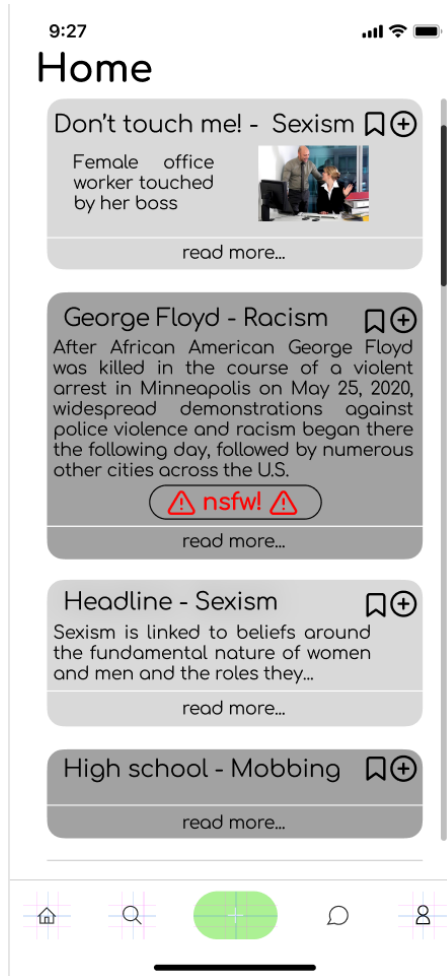 9:27
Home
Don't touch me! - Sexism
Female office
worker touched
by her boss
read more...
George Floyd - Racism
After African American George Floyd
was killed in the course of a violent
arrest in Minneapolis on May 25, 2020,
widespread demonstrations against
police violence and racism began there
the following day, followed by numerous
other cities across the U.S.
nsfw!
read more...
Headline - Sexism
Sexism is linked to beliefs around
the fundamental nature of women
and men and the roles they...
read more...
High school - Mobbing
read more...